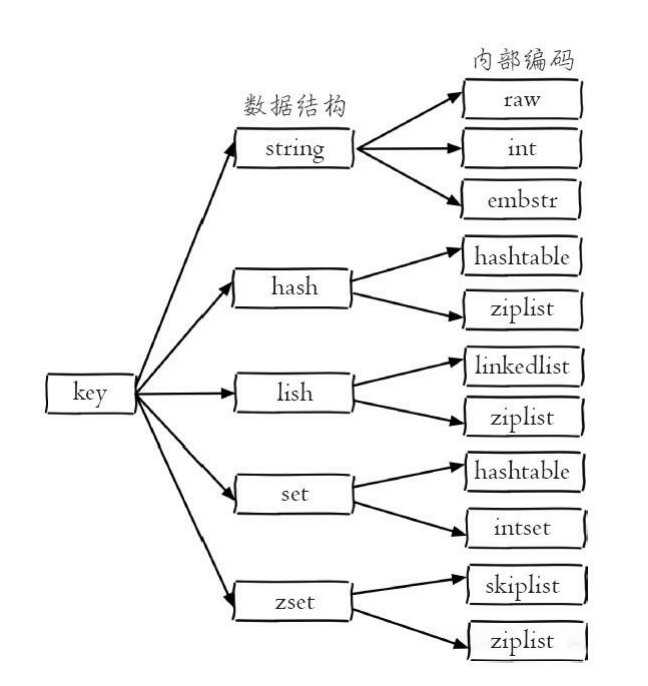 内部编码
数据结构
raw
string
int
embstr
hashtable
hash
ziplist
linkedlist
key
lish
ziplist
hashtable
set
intset
skiplist
zset
ziplist